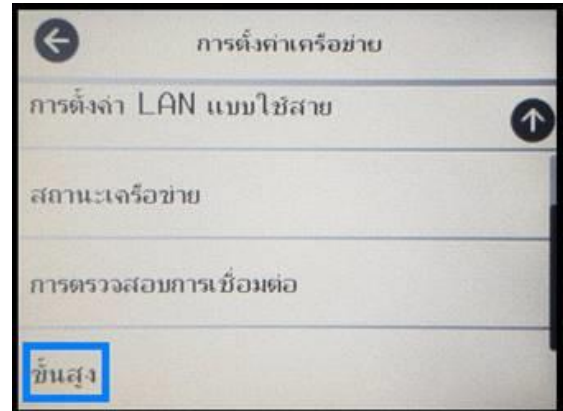 การตั้งค่าเครือข่าย
การตั้งค่า LAN แบบใช้สาย
สถานะเครือข่าย
การตรวจสอบการเชื่อมต่อ
ขั้นสูง